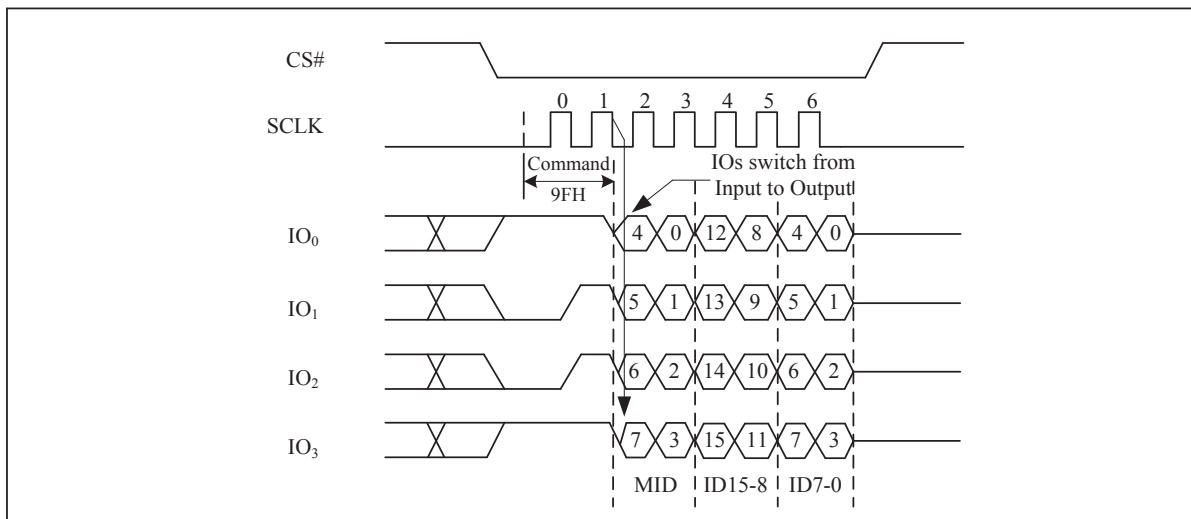 CS#
0 1 2 3 4 5 6
SCLK
Command
9FH
IOs switch from
Input to Output
IO₀ 4 0 12 8 4 0
IO₁ 5 1 13 9 5 1
IO₂ 6 2 14 10 6 2
IO₃ 7 3 15 11 7 3
MID ID15-8 ID7-0